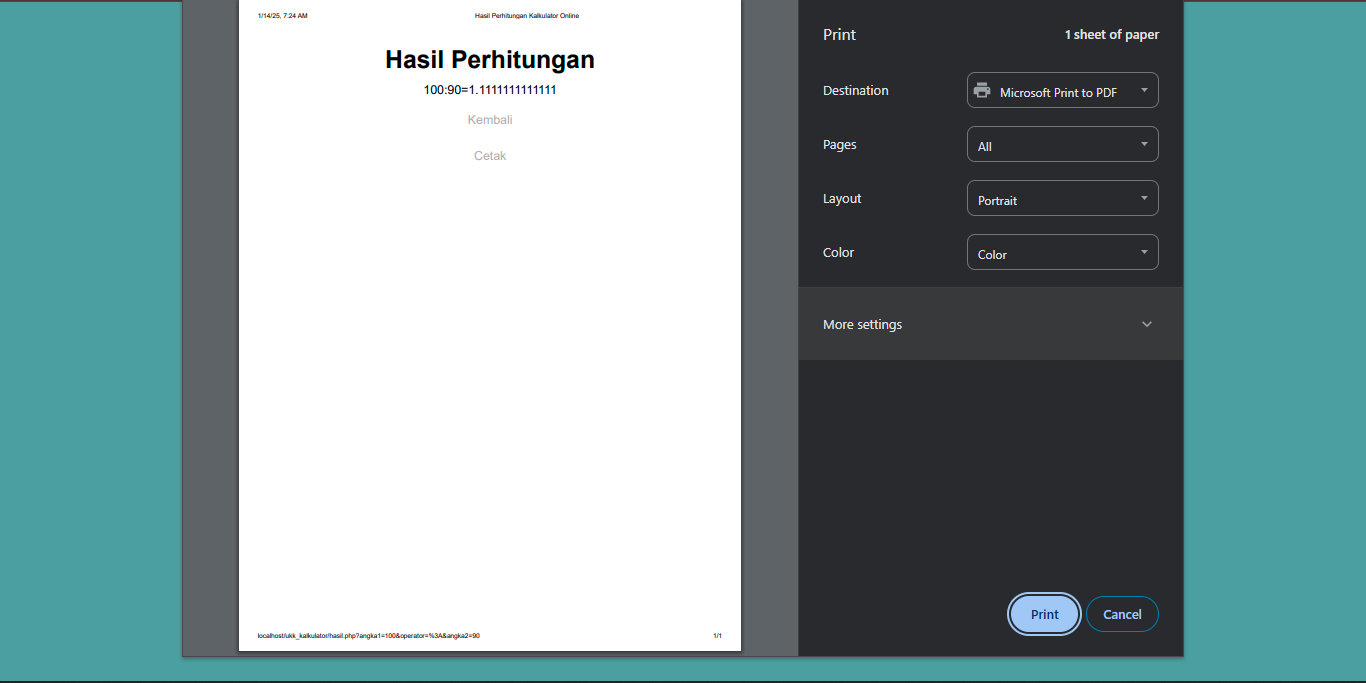 1/14/25, 7:24 AM
Hasil Perhitungan Kalkulator Online
Hasil Perhitungan
100:90=1.1111111111111
Kembali
Cetak
localhost/ukk_kalkulator/hasil.php?angka1=100&operator=%3A&angka2=90
1/1
Print
1 sheet of paper
Destination
Microsoft Print to PDF
Pages
All
Layout
Portrait
Color
Color
More settings
Print
Cancel